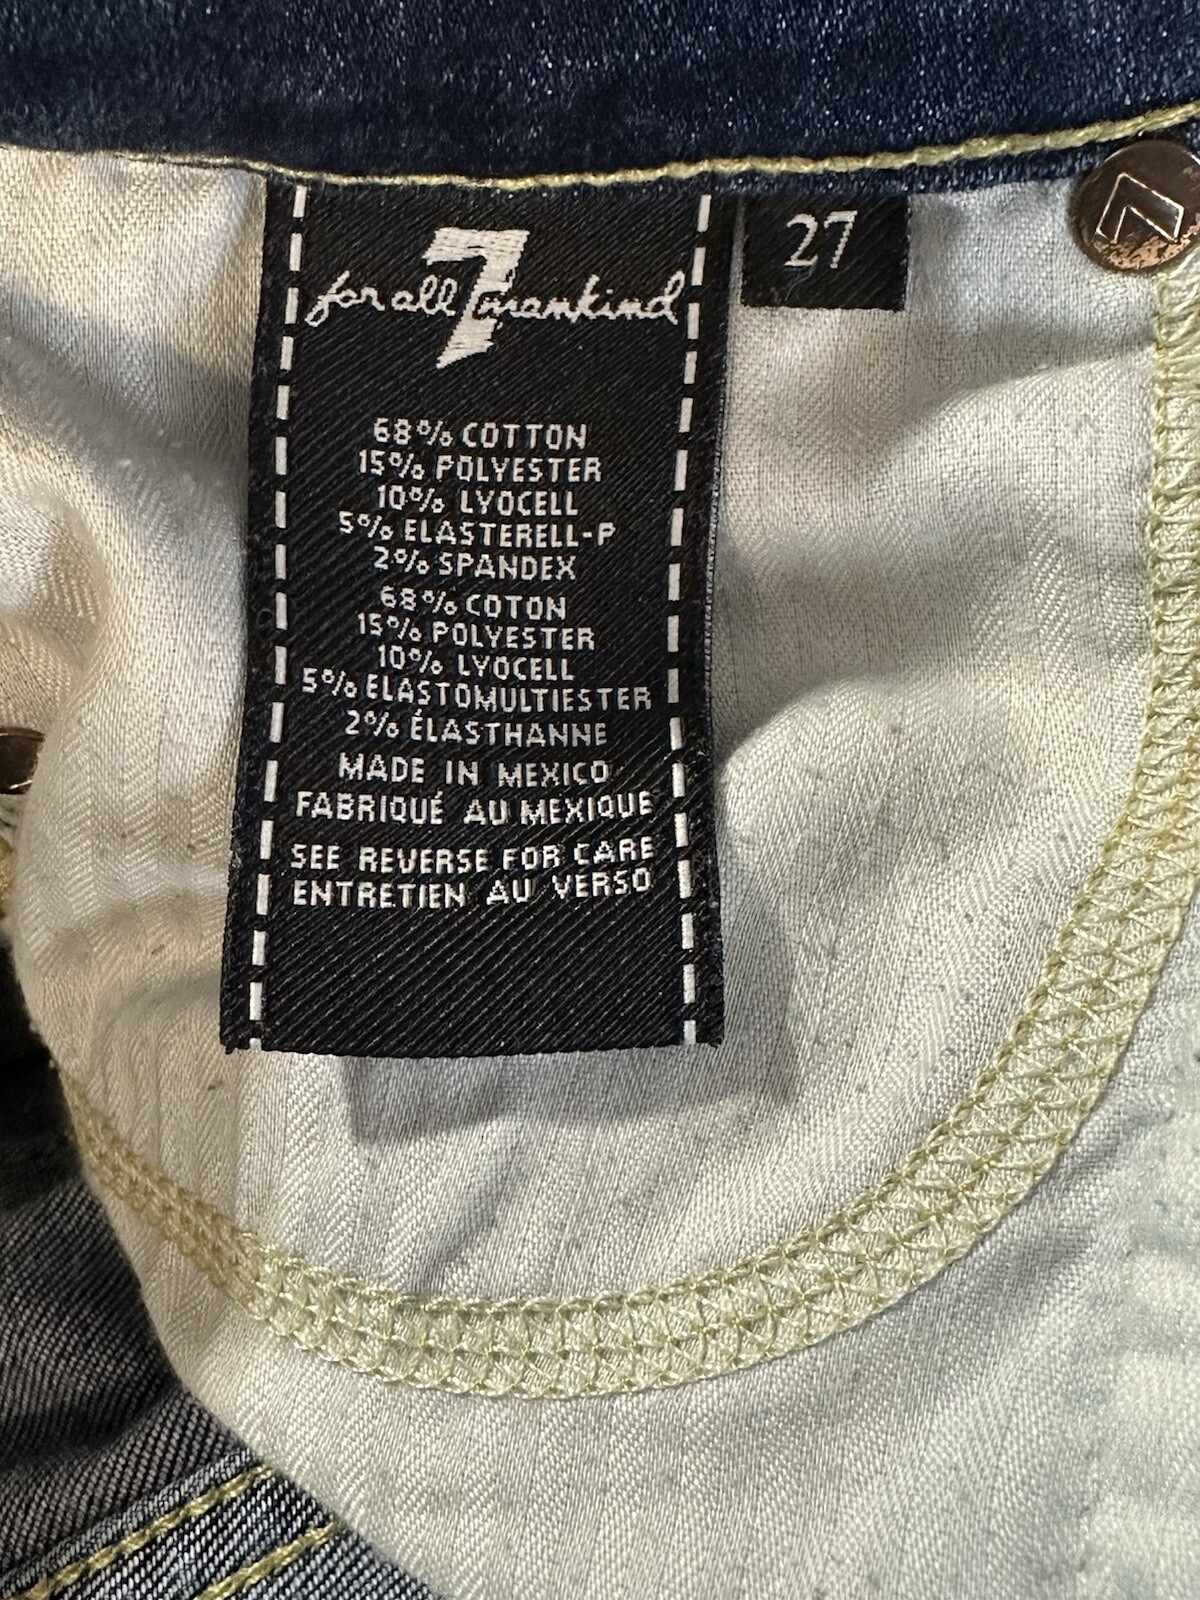 7
for all mankind
27
68% COTTON
15% POLYESTER
10% LYOCELL
5% ELASTERELL-P
2% SPANDEX
68% COTON
15% POLYESTER
10% LYOCELL
5% ELASTOMULTIESTER
2% ÉLASTHANNE
MADE IN MEXICO
FABRIQUÉ AU MEXIQUE
SEE REVERSE FOR CARE
ENTRETIEN AU VERSO